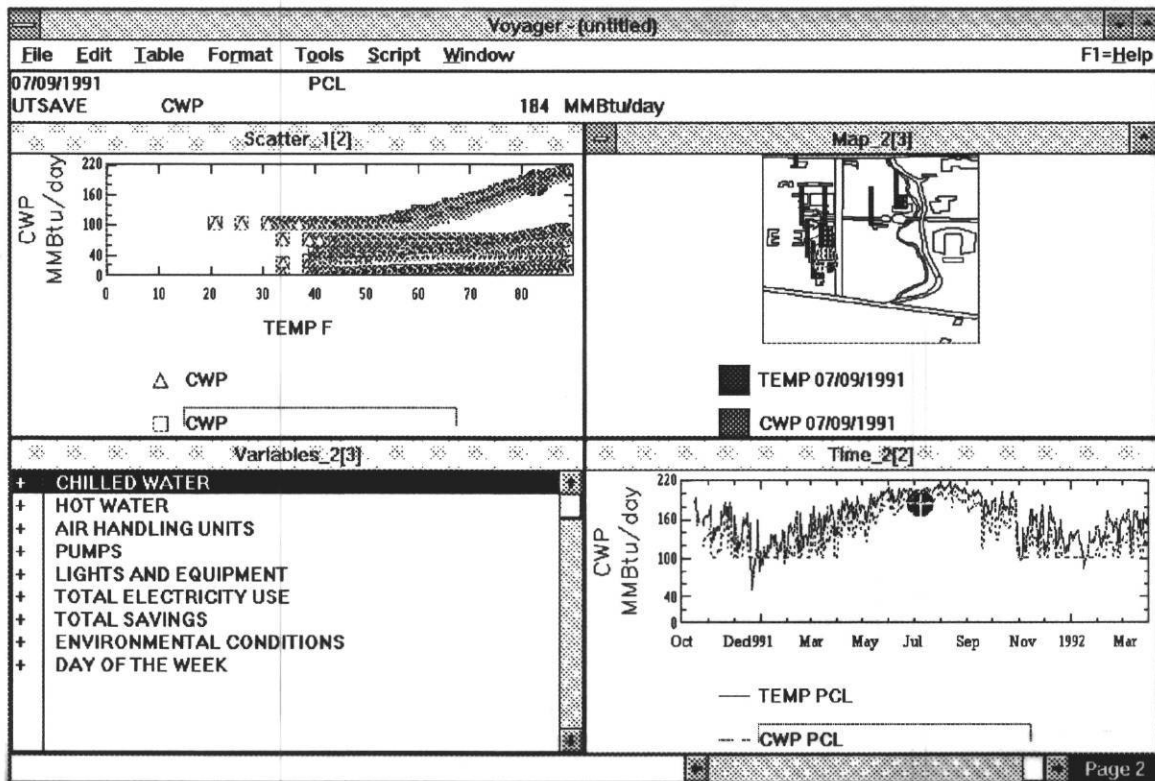 Voyager - (untitled)
File Edit Table Format Tools Script Window F1=Help
07/09/1991 PCL
UTSAVE CWP 184 MMBtu/day
Scatter_1[2]
CWP
MMBtu/day
220
160
100
40
0
0 10 20 30 40 50 60 70 80
TEMP F
CWP
CWP
Map_2[3]
TEMP 07/09/1991
CWP 07/09/1991
Variables_2[3]
+ CHILLED WATER
+ HOT WATER
+ AIR HANDLING UNITS
+ PUMPS
+ LIGHTS AND EQUIPMENT
+ TOTAL ELECTRICITY USE
+ TOTAL SAVINGS
+ ENVIRONMENTAL CONDITIONS
+ DAY OF THE WEEK
Time_2[2]
CWP
MMBtu/day
220
160
100
40
0
Oct Dec1991 Mar May Jul Sep Nov 1992 Mar
TEMP PCL
CWP PCL
Page 2